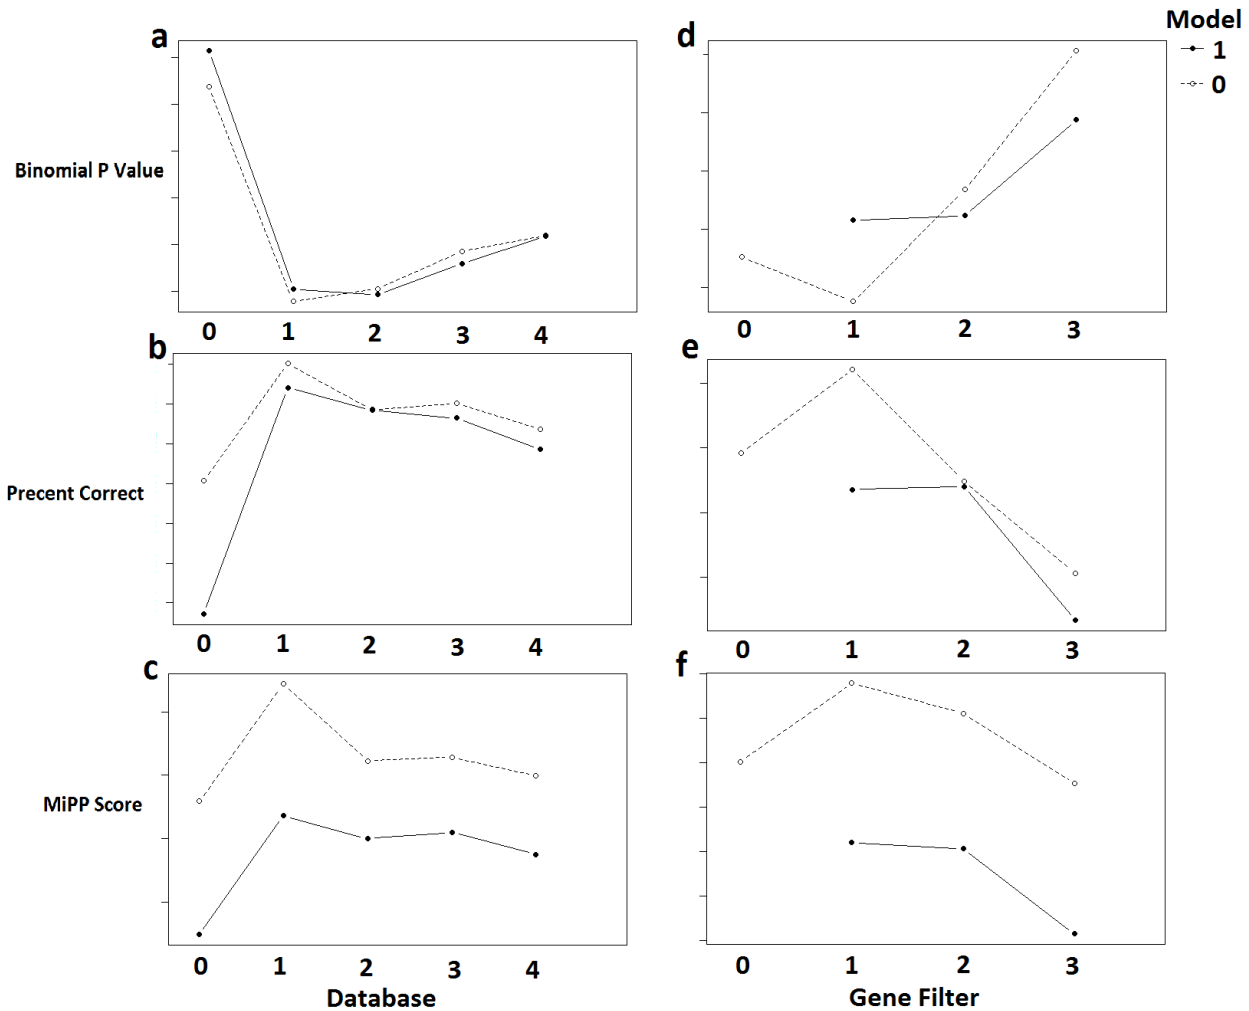 Model
1
0
a
Binomial P Value
0 1 2 3 4
d
0 1 2 3
b
Precent Correct
0 1 2 3 4
e
0 1 2 3
c
MiPP Score
0 1 2 3 4
Database
f
0 1 2 3
Gene Filter